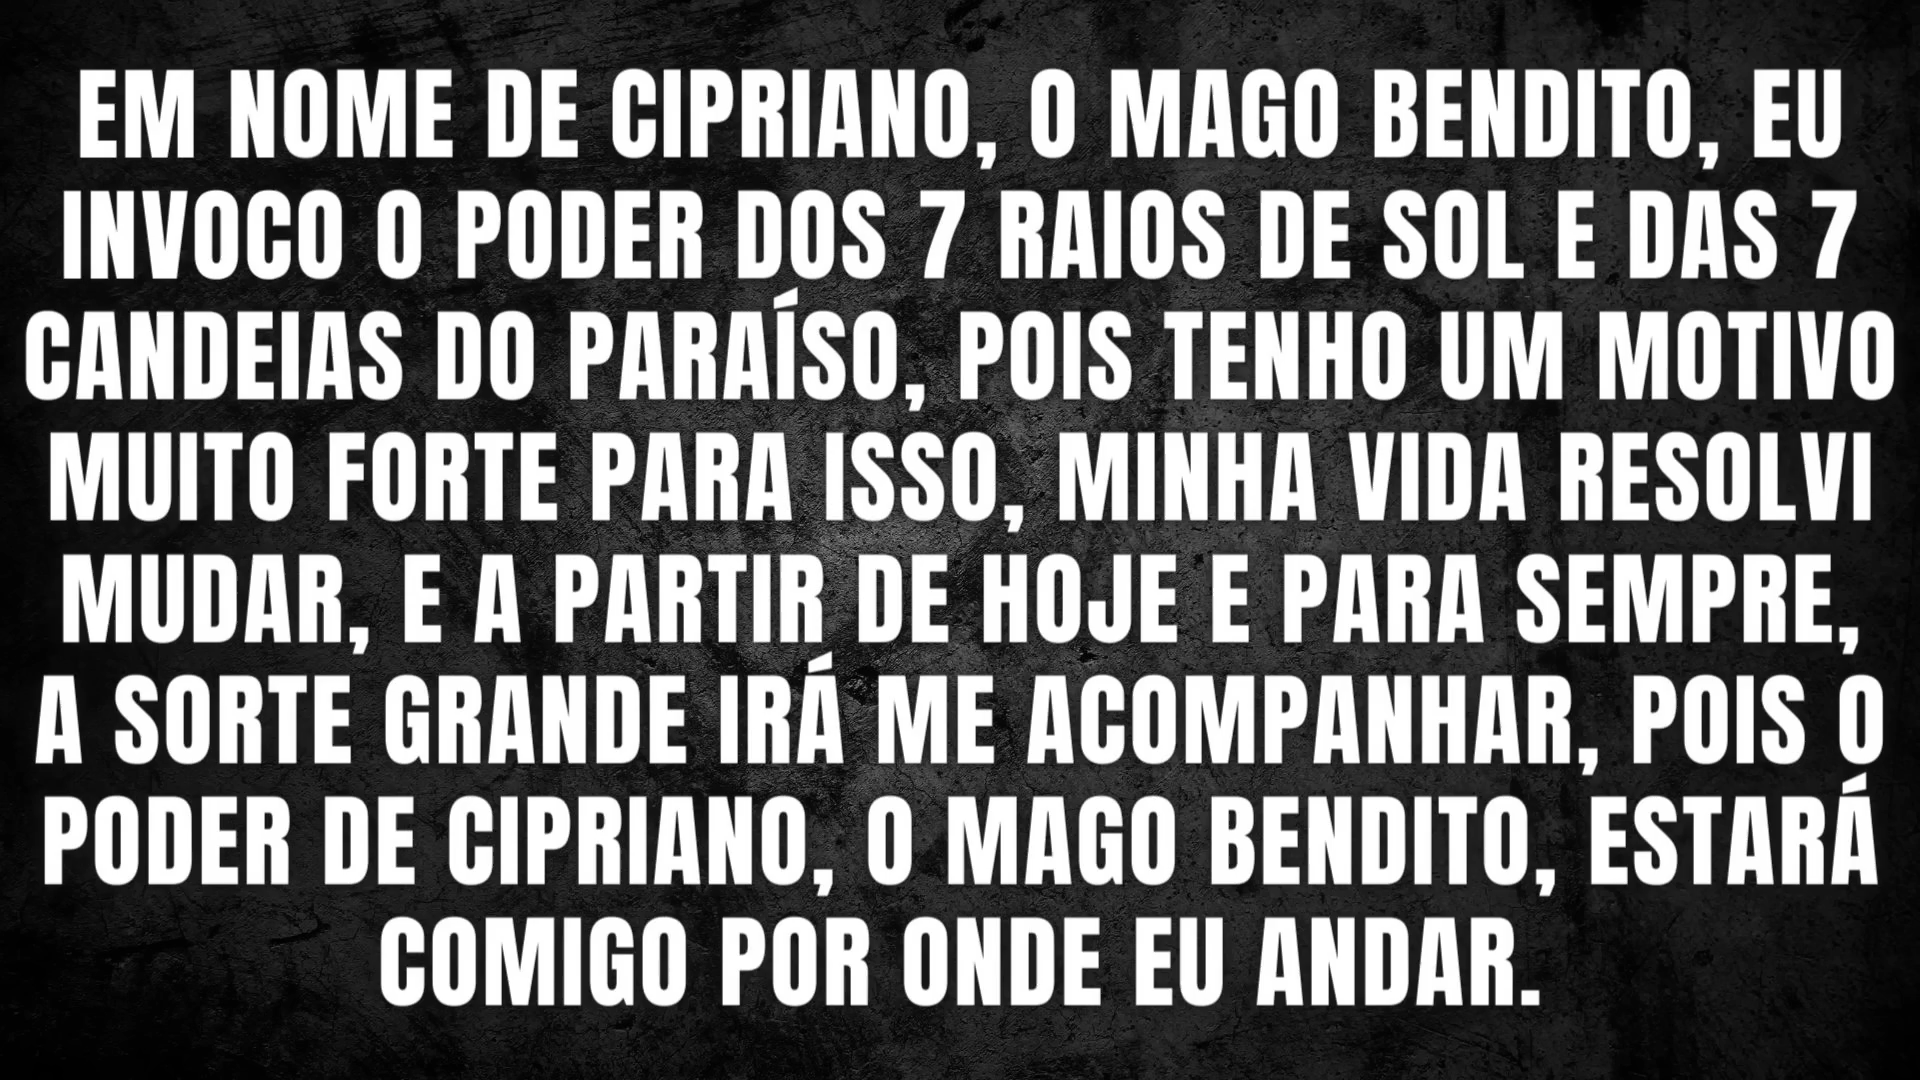 EM NOME DE CIPRIANO, O MAGO BENDITO, EU
INVOCO O PODER DOS 7 RAIOS DE SOL E DAS 7
CANDEIAS DO PARAÍSO, POIS TENHO UM MOTIVO
MUITO FORTE PARA ISSO, MINHA VIDA RESOLVI
MUDAR, E A PARTIR DE HOJE E PARA SEMPRE,
A SORTE GRANDE IRÁ ME ACOMPANHAR, POIS O
PODER DE CIPRIANO, O MAGO BENDITO, ESTARÁ
COMIGO POR ONDE EU ANDAR.